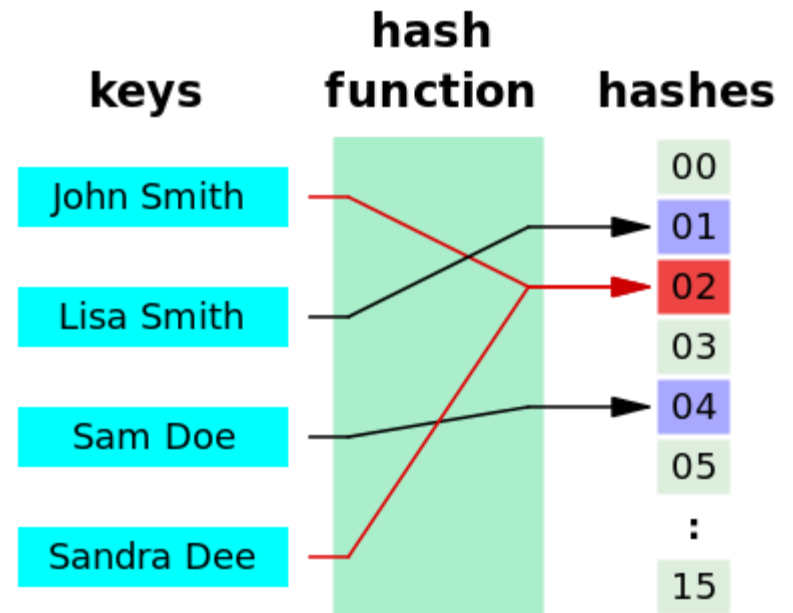 keys
hash
function
hashes
John Smith
Lisa Smith
Sam Doe
Sandra Dee
00
01
02
03
04
05
:
15